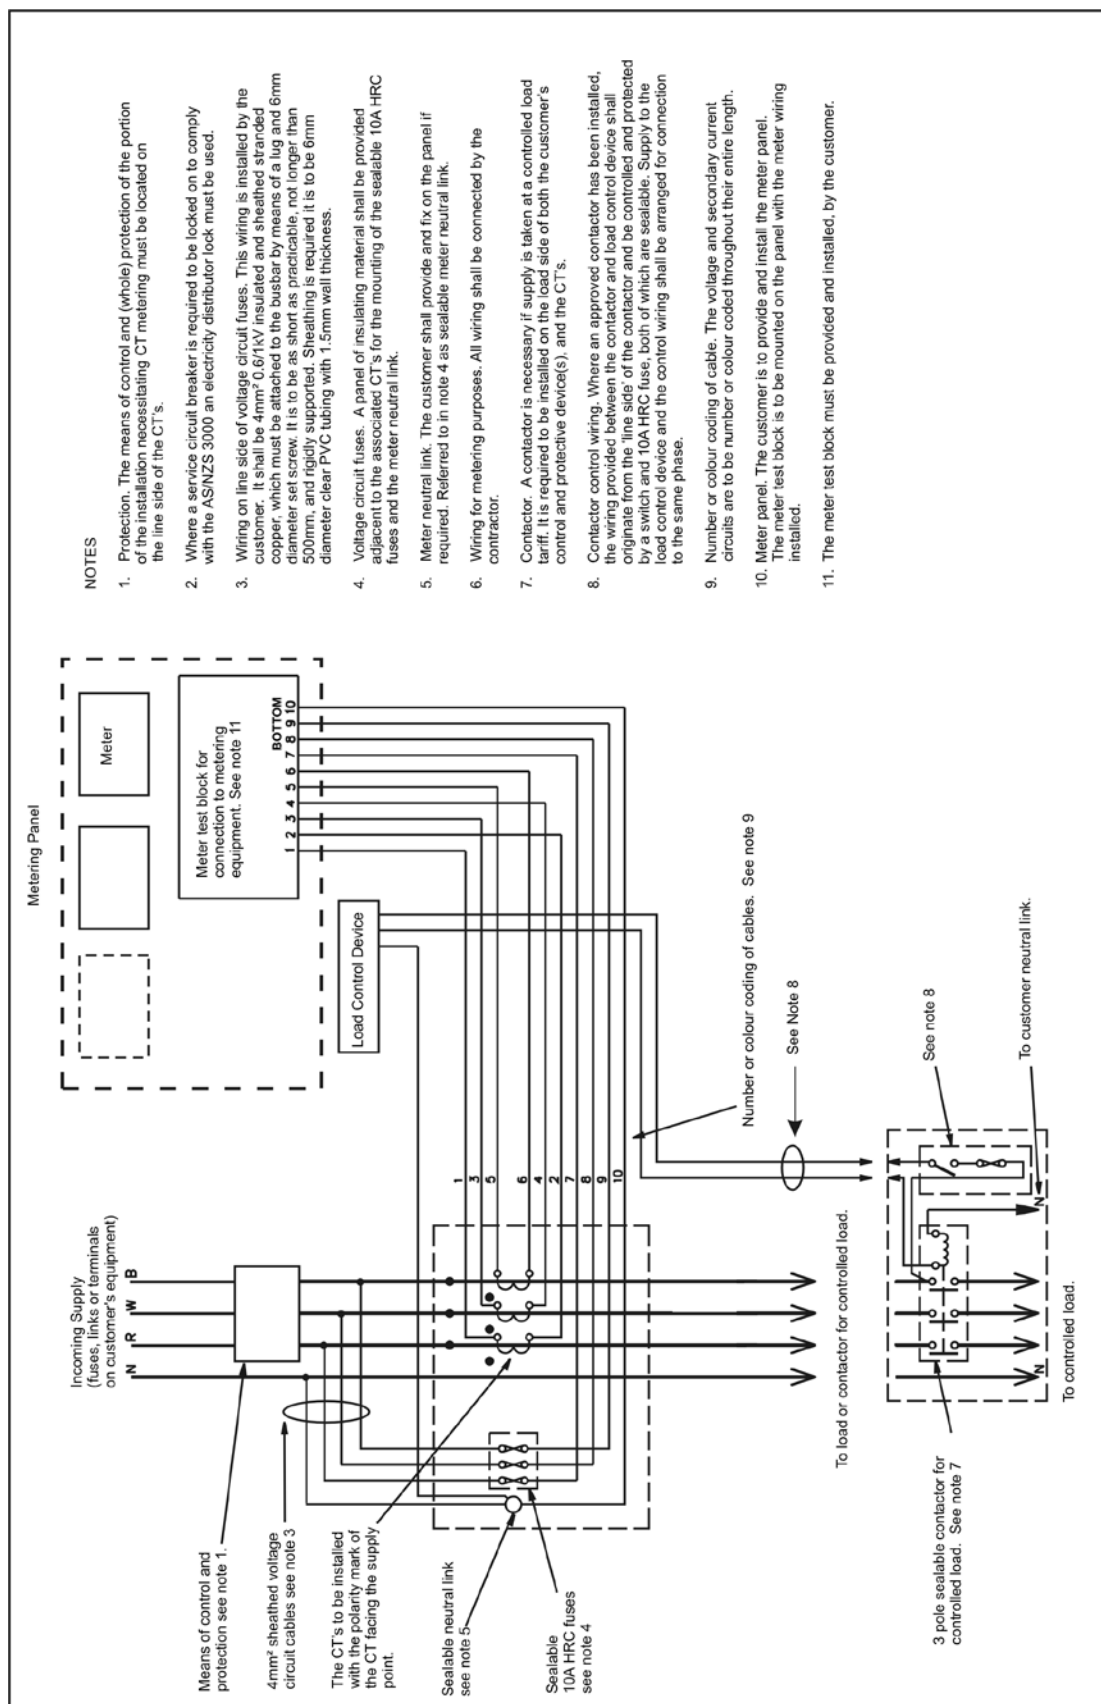 Metering Panel
Meter
Meter test block for
connection to metering
equipment. See note 11
BOTTOM
1 2 3 4 5 6 7 8 9 10
Load Control Device
Incoming Supply
(fuses, links or terminals
on customer's equipment)
N R W B
Means of control and
protection see note 1.
4mm² sheathed voltage
circuit cables see note 3
The CT's to be installed
with the polarity mark of
the CT facing the supply
point.
Sealable neutral link
see note 5
Sealable
10A HRC fuses
see note 4
1 3 5 6 4 2 7 8 9 10
Number or colour coding of cables. See note 9
See Note 8
To load or contactor for controlled load.
3 pole sealable contactor for
controlled load. See note 7
See note 8
To customer neutral link.
N
N
To controlled load.
NOTES
1. Protection. The means of control and (whole) protection of the portion
of the installation necessitating CT metering must be located on
the line side of the CT's.
2. Where a service circuit breaker is required to be locked on to comply
with the AS/NZS 3000 an electricity distributor lock must be used.
3. Wiring on line side of voltage circuit fuses. This wiring is installed by the
customer. It shall be 4mm² 0.6/1kV insulated and sheathed stranded
copper, which must be attached to the busbar by means of a lug and 6mm
diameter set screw. It is to be as short as practicable, not longer than
500mm, and rigidly supported. Sheathing is required it is to be 6mm
diameter clear PVC tubing with 1.5mm wall thickness.
4. Voltage circuit fuses. A panel of insulating material shall be provided
adjacent to the associated CT's for the mounting of the sealable 10A HRC
fuses and the meter neutral link.
5. Meter neutral link. The customer shall provide and fix on the panel if
required. Referred to in note 4 as sealable meter neutral link.
6. Wiring for metering purposes. All wiring shall be connected by the
contractor.
7. Contactor. A contactor is necessary if supply is taken at a controlled load
tariff. It is required to be installed on the load side of both the customer's
control and protective device(s), and the CT's.
8. Contactor control wiring. Where an approved contactor has been installed,
the wiring provided between the contactor and load control device shall
originate from the 'line side' of the contactor and be controlled and protected
by a switch and 10A HRC fuse, both of which are sealable. Supply to the
load control device and the control wiring shall be arranged for connection
to the same phase.
9. Number or colour coding of cable. The voltage and secondary current
circuits are to be number or colour coded throughout their entire length.
10. Meter panel. The customer is to provide and install the meter panel.
The meter test block is to be mounted on the panel with the meter wiring
installed.
11. The meter test block must be provided and installed, by the customer.